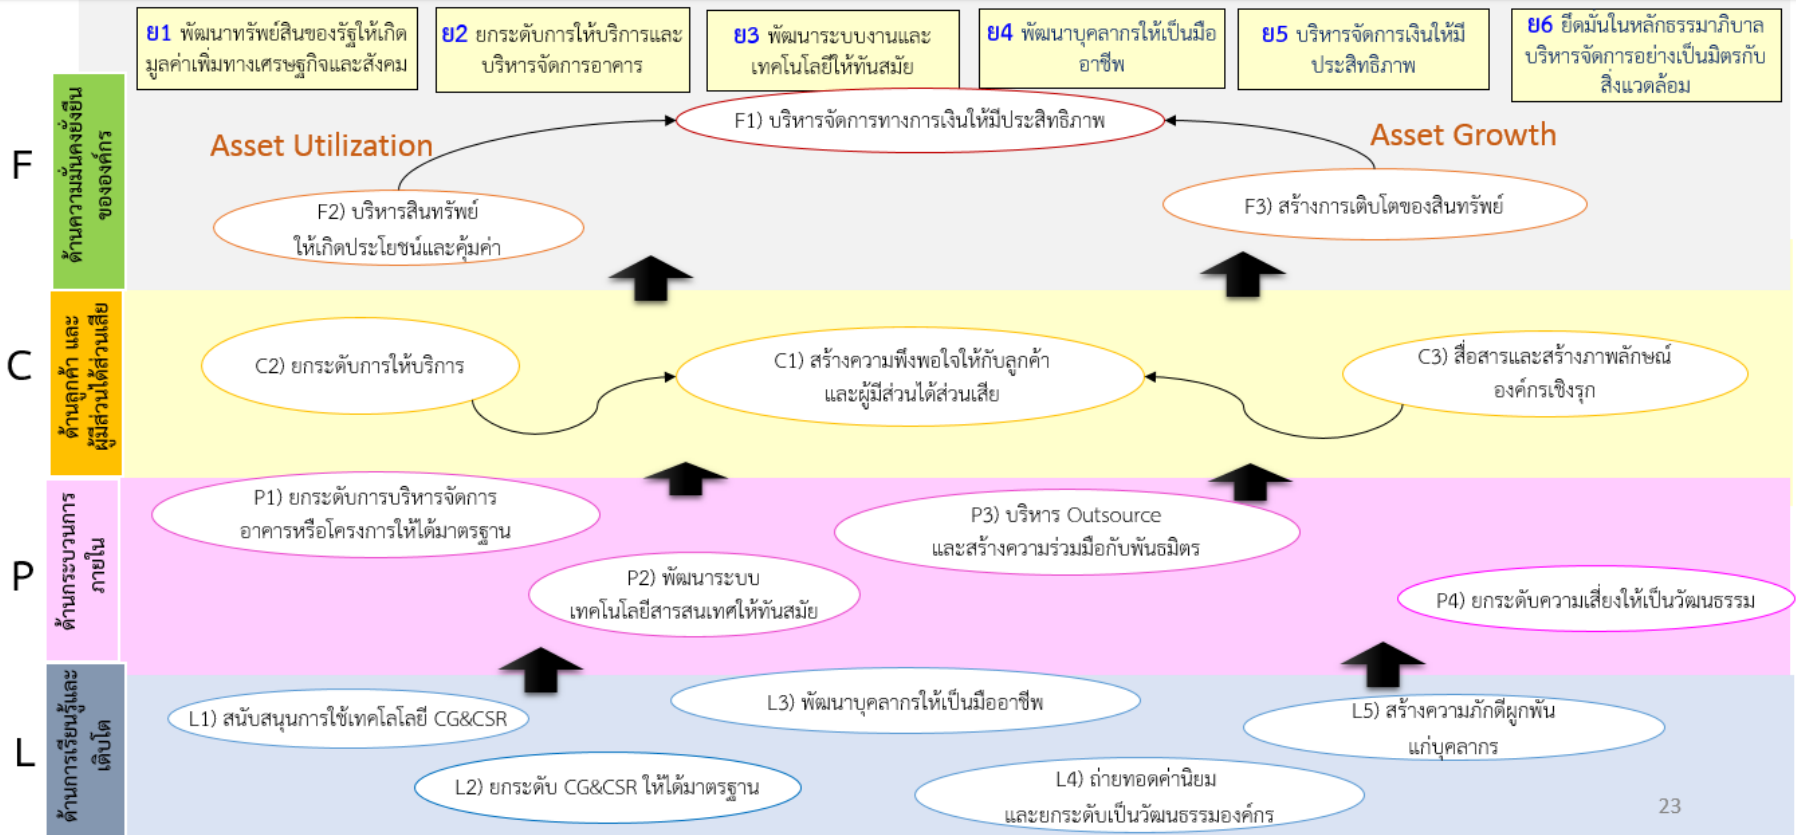 ย1 พัฒนาทรัพย์สินของรัฐให้เกิด
มูลค่าเพิ่มทางเศรษฐกิจและสังคม
ย2 ยกระดับการให้บริการและ
บริหารจัดการอาคาร
ย3 พัฒนาระบบงานและ
เทคโนโลยีให้ทันสมัย
ย4 พัฒนาบุคลากรให้เป็นมือ
อาชีพ
ย5 บริหารจัดการเงินให้มี
ประสิทธิภาพ
ย6 ยึดมั่นในหลักธรรมาภิบาล
บริหารจัดการอย่างเป็นมิตรกับ
สิ่งแวดล้อม
F
ด้านความมั่นคงยั่งยืน
ขององค์กร
Asset Utilization
F1) บริหารจัดการทางการเงินให้มีประสิทธิภาพ
Asset Growth
F2) บริหารสินทรัพย์
ให้เกิดประโยชน์และคุ้มค่า
F3) สร้างการเติบโตของสินทรัพย์
C
ด้านลูกค้า และ
ผู้มีส่วนได้ส่วนเสีย
C2) ยกระดับการให้บริการ
C1) สร้างความพึงพอใจให้กับลูกค้า
และผู้มีส่วนได้ส่วนเสีย
C3) สื่อสารและสร้างภาพลักษณ์
องค์กรเชิงรุก
P
ด้านกระบวนการ
ภายใน
P1) ยกระดับการบริหารจัดการ
อาคารหรือโครงการให้ได้มาตรฐาน
P2) พัฒนาระบบ
เทคโนโลยีสารสนเทศให้ทันสมัย
P3) บริหาร Outsource
และสร้างความร่วมมือกับพันธมิตร
P4) ยกระดับความเสี่ยงให้เป็นวัฒนธรรม
L
ด้านการเรียนรู้และ
เติบโต
L1) สนับสนุนการใช้เทคโลโลยี CG&CSR
L2) ยกระดับ CG&CSR ให้ได้มาตรฐาน
L3) พัฒนาบุคลากรให้เป็นมืออาชีพ
L4) ถ่ายทอดค่านิยม
และยกระดับเป็นวัฒนธรรมองค์กร
L5) สร้างความภักดีผูกพัน
แก่บุคลากร
23